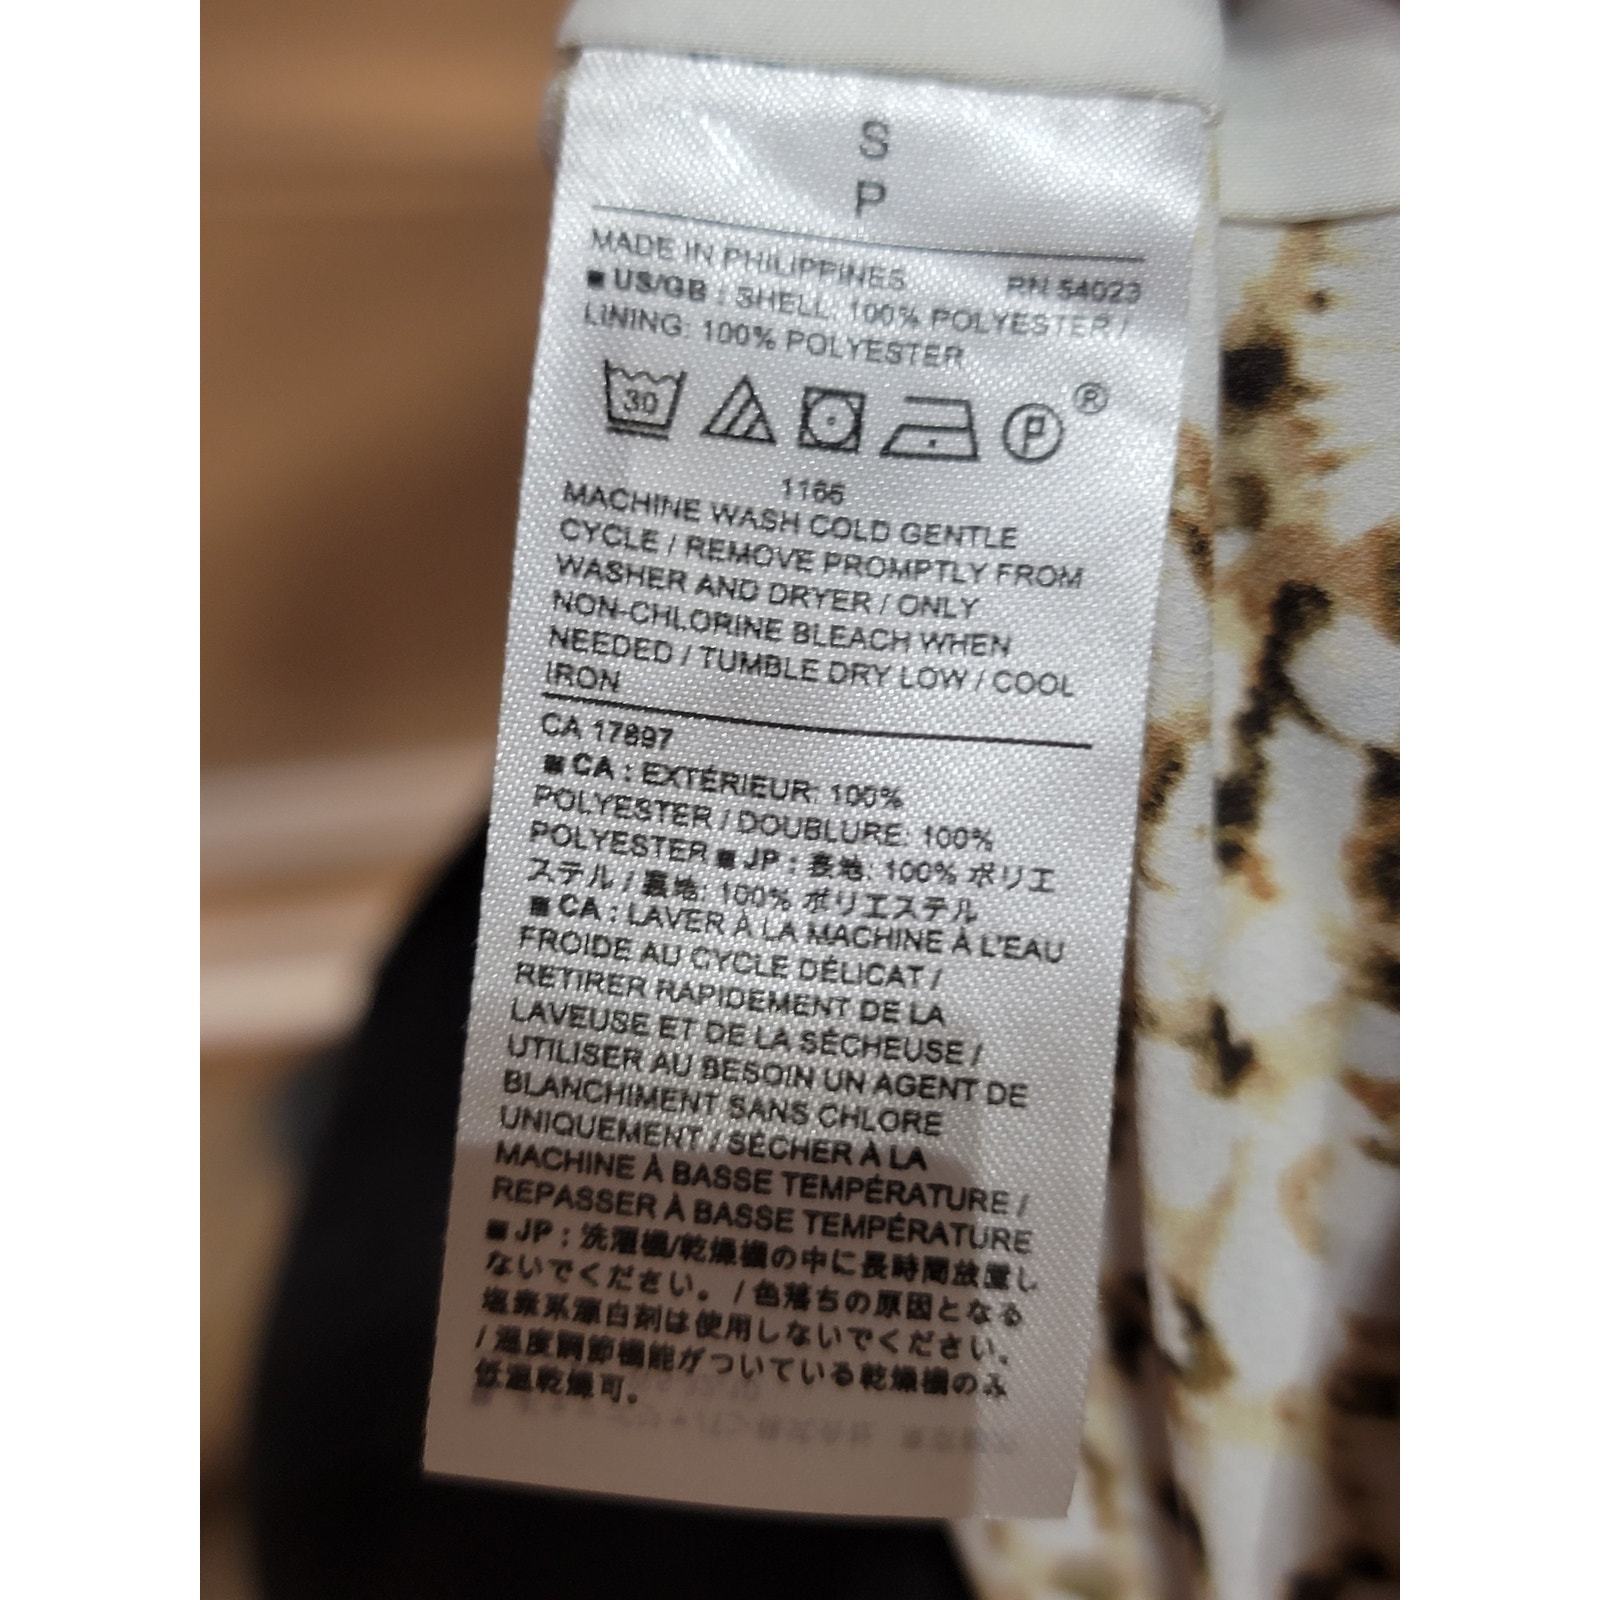 S
P
MADE IN PHILIPPINES RN 54023
■ US/GB : SHELL: 100% POLYESTER /
LINING: 100% POLYESTER
30 P ®
1166
MACHINE WASH COLD GENTLE
CYCLE / REMOVE PROMPTLY FROM
WASHER AND DRYER / ONLY
NON-CHLORINE BLEACH WHEN
NEEDED / TUMBLE DRY LOW / COOL
IRON
CA 17897
■ CA : EXTÉRIEUR: 100%
POLYESTER / DOUBLURE: 100%
POLYESTER ■ JP : 表地: 100% ポリエ
ステル / 裏地: 100% ポリエステル
■ CA : LAVER À LA MACHINE À L'EAU
FROIDE AU CYCLE DÉLICAT /
RETIRER RAPIDEMENT DE LA
LAVEUSE ET DE LA SÉCHEUSE /
UTILISER AU BESOIN UN AGENT DE
BLANCHIMENT SANS CHLORE
UNIQUEMENT / SÉCHER À LA
MACHINE À BASSE TEMPÉRATURE /
REPASSER À BASSE TEMPÉRATURE
■ JP : 洗濯機/乾燥機の中に長時間放置し
ないでください。 / 色落ちの原因となる
塩素系漂白剤は使用しないでください。
/ 温度調節機能がついている乾燥機のみ
低温乾燥可。